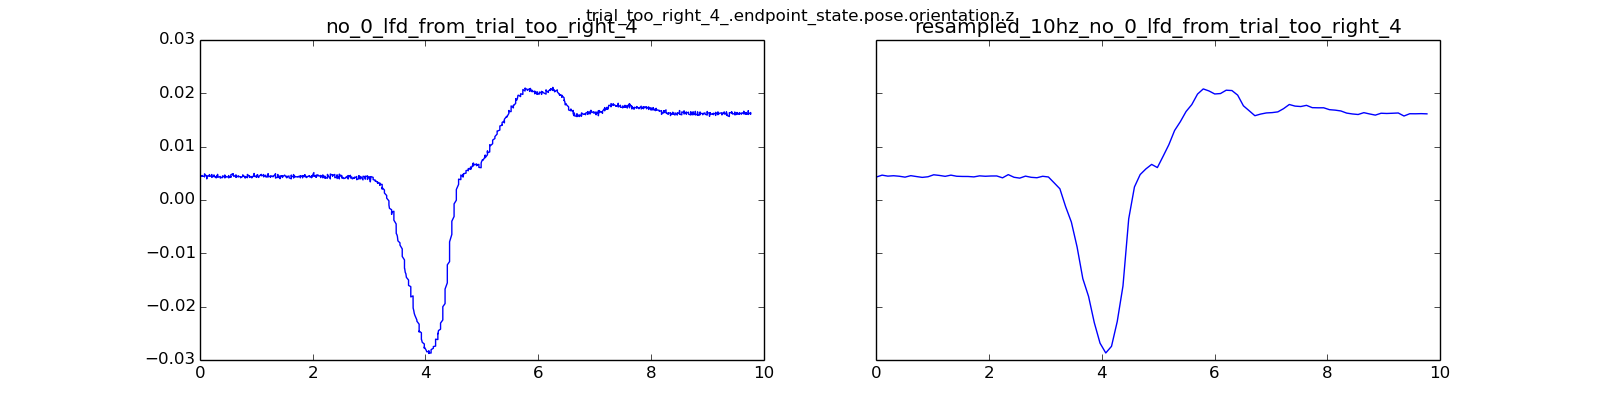 trial_too_right_4_.endpoint_state.pose.orientation.z
no_0_lfd_from_trial_too_right_4
resampled_10hz_no_0_lfd_from_trial_too_right_4
0.03
0.02
0.01
0.00
−0.01
−0.02
−0.03
0 2 4 6 8 10
0 2 4 6 8 10